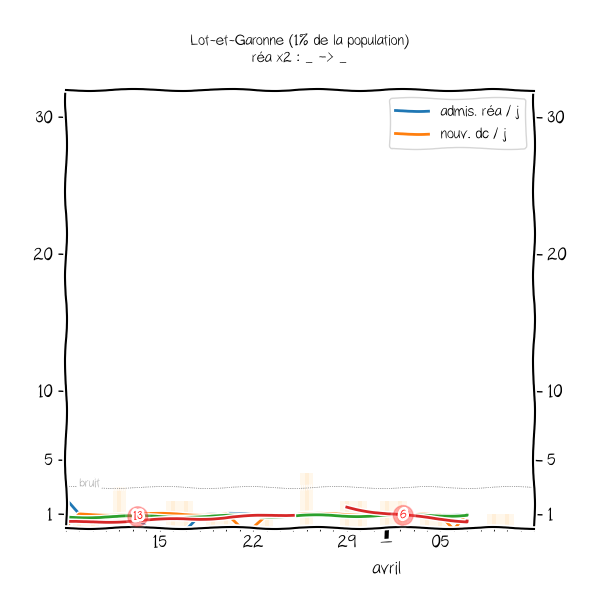 Lot-et-Garonne (1% de la population)
réa x2 : _ -> _
admis. réa / j
nouv. dc / j
30
30
20
20
10
10
5
5
bruit
1
13
6
1
15
22
29
05
avril